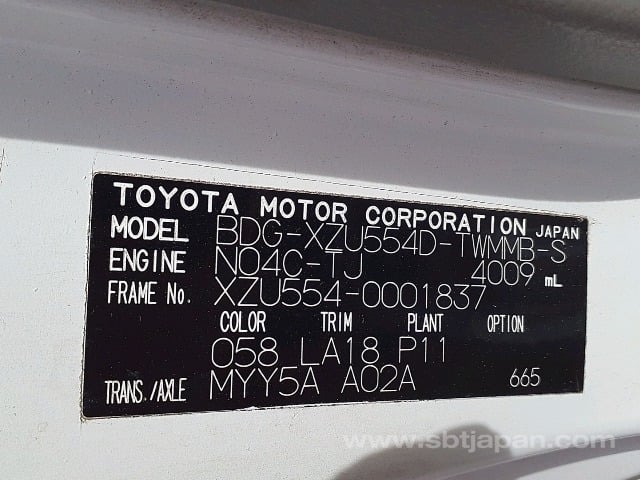 TOYOTA MOTOR CORPORATION JAPAN
MODEL BDG-XZU554D-TWMMB-S
ENGINE N04C-TJ 4009 mL
FRAME No. XZU554-0001837
COLOR TRIM PLANT OPTION
058 LA18 P11
TRANS./AXLE MYY5A A02A 665
www.sbtjapan.com